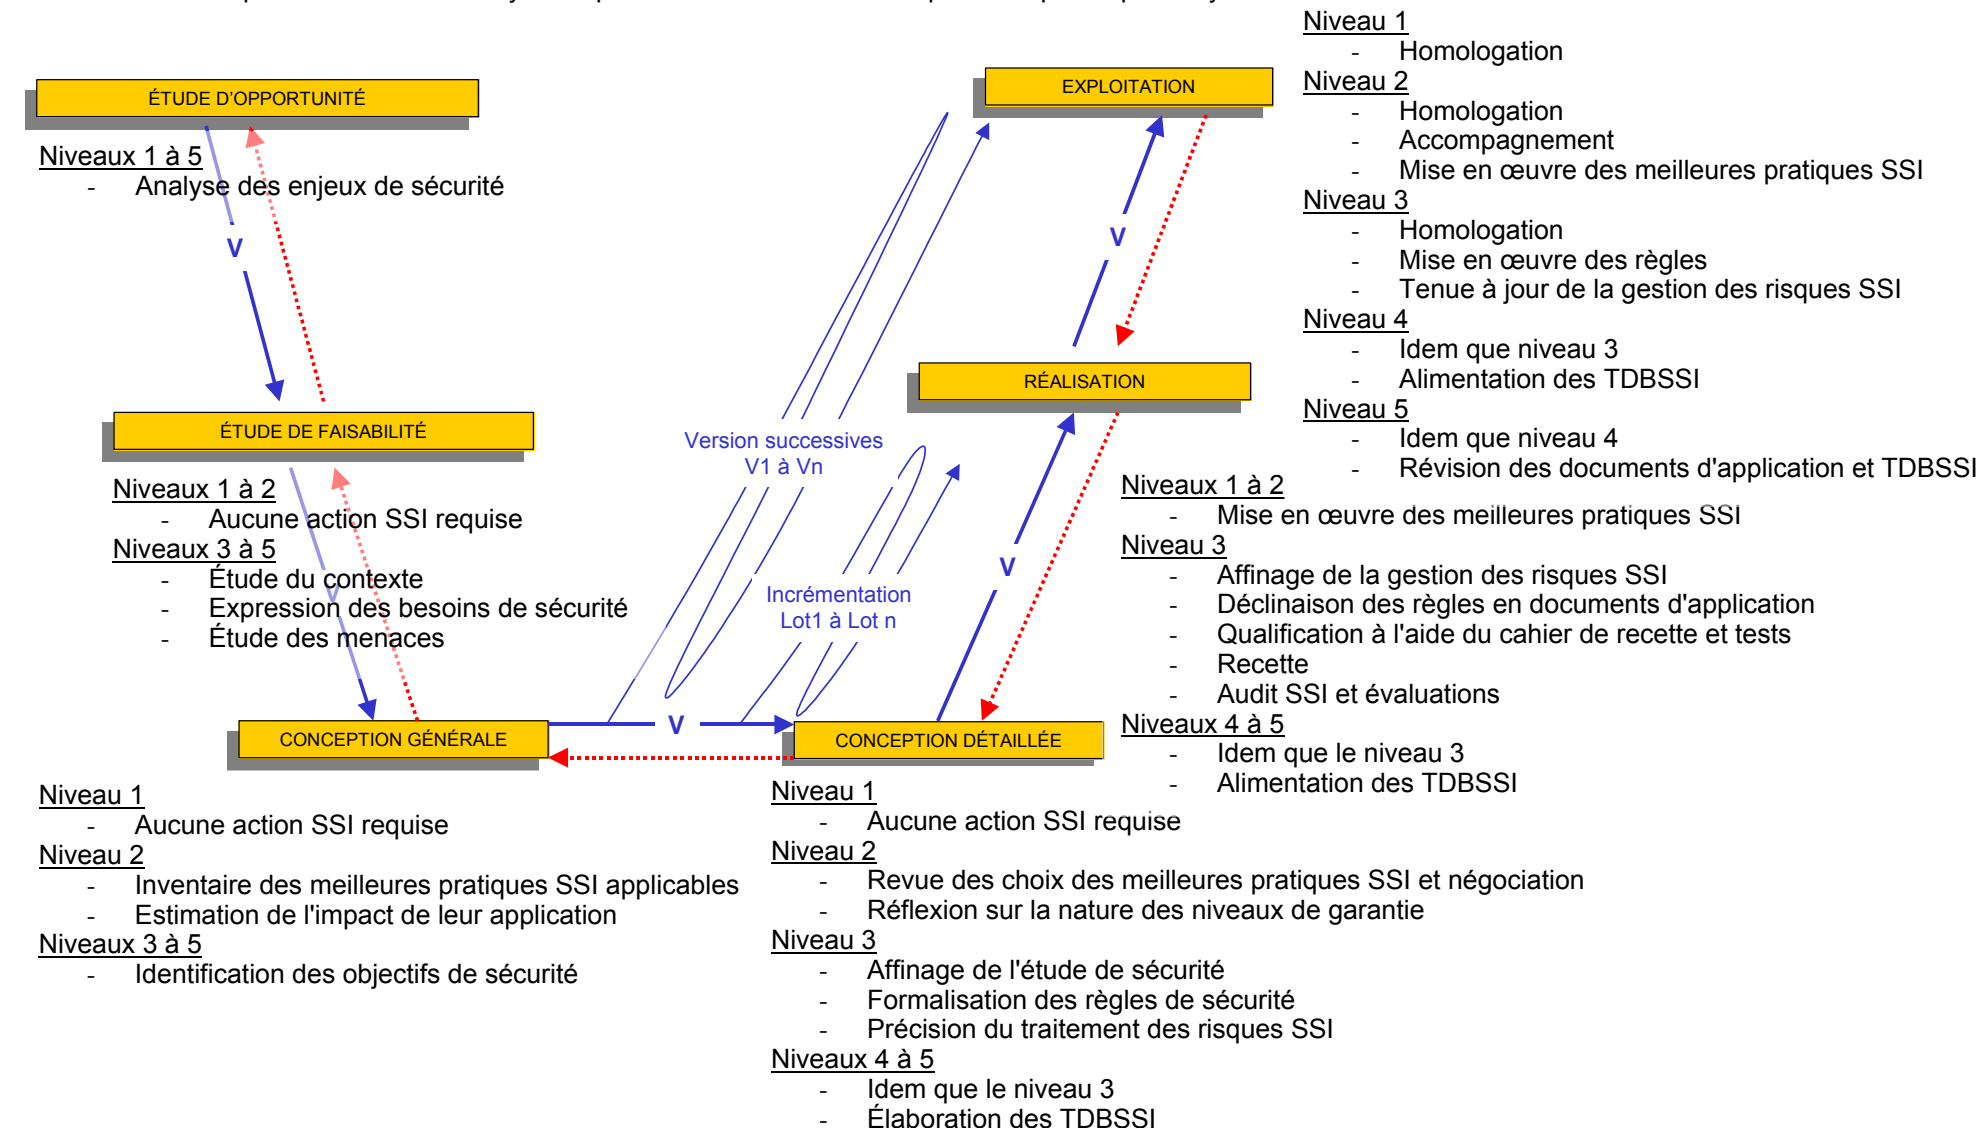 ÉTUDE D'OPPORTUNITÉ
Niveaux 1 à 5
- Analyse des enjeux de sécurité
V
ÉTUDE DE FAISABILITÉ
Niveaux 1 à 2
- Aucune action SSI requise
Niveaux 3 à 5
- Étude du contexte
V
- Expression des besoins de sécurité
- Étude des menaces
CONCEPTION GÉNÉRALE
Niveau 1
- Aucune action SSI requise
Niveau 2
- Inventaire des meilleures pratiques SSI applicables
- Estimation de l'impact de leur application
Niveaux 3 à 5
- Identification des objectifs de sécurité
V
Version successives
V1 à Vn
Incrémentation
Lot1 à Lot n
CONCEPTION DÉTAILLÉE
Niveau 1
- Aucune action SSI requise
Niveau 2
- Revue des choix des meilleures pratiques SSI et négociation
- Réflexion sur la nature des niveaux de garantie
Niveau 3
- Affinage de l'étude de sécurité
- Formalisation des règles de sécurité
- Précision du traitement des risques SSI
Niveaux 4 à 5
- Idem que le niveau 3
- Élaboration des TDBSSI
V
RÉALISATION
Niveaux 1 à 2
- Mise en œuvre des meilleures pratiques SSI
Niveau 3
- Affinage de la gestion des risques SSI
- Déclinaison des règles en documents d'application
- Qualification à l'aide du cahier de recette et tests
- Recette
- Audit SSI et évaluations
Niveaux 4 à 5
- Idem que le niveau 3
- Alimentation des TDBSSI
V
EXPLOITATION
Niveau 1
- Homologation
Niveau 2
- Homologation
- Accompagnement
- Mise en œuvre des meilleures pratiques SSI
Niveau 3
- Homologation
- Mise en œuvre des règles
- Tenue à jour de la gestion des risques SSI
Niveau 4
- Idem que niveau 3
- Alimentation des TDBSSI
Niveau 5
- Idem que niveau 4
- Révision des documents d'application et TDBSSI